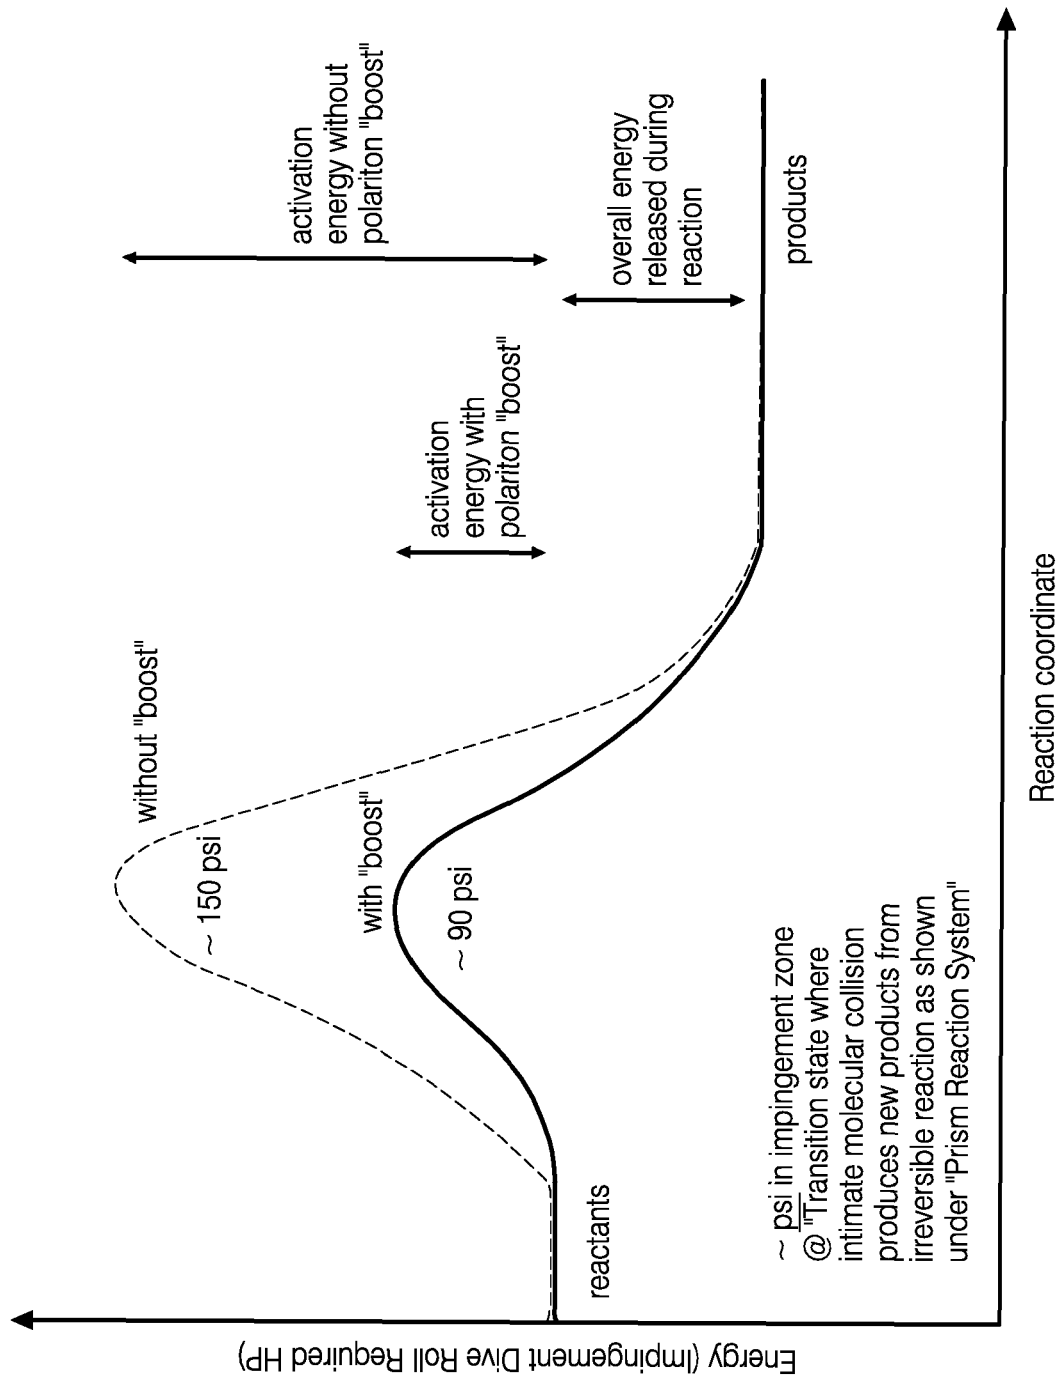 Energy (Impingement Dive Roll Required HP)
without "boost"
~ 150 psi
with "boost"
~ 90 psi
activation
energy without
polariton "boost"
activation
energy with
polariton "boost"
overall energy
released during
reaction
reactants
products
~ psi in impingement zone
@ "Transition state where
intimate molecular collision
produces new products from
irreversible reaction as shown
under "Prism Reaction System"
Reaction coordinate